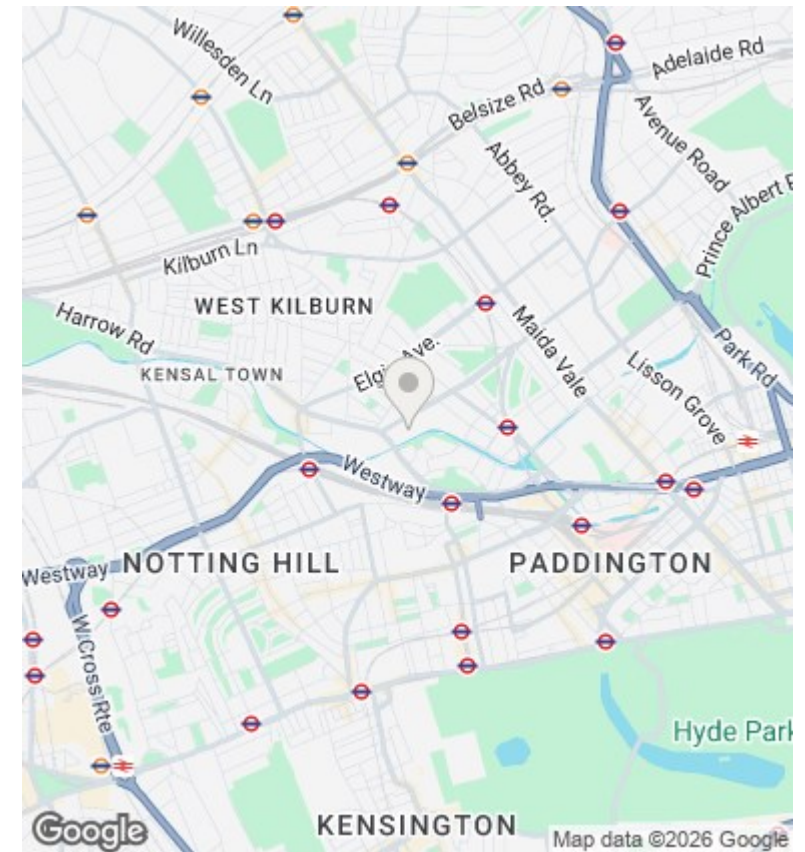 Willesden Ln
Adelaide Rd
Belsize Rd
Avenue Road
Abbey Rd.
Prince Albert
Kilburn Ln
WEST KILBURN
Harrow Rd
Maida Vale
Park Rd
Elgin Ave.
KENSAL TOWN
Lisson Grove
Westway
NOTTING HILL
PADDINGTON
Westway
W Cross Rte
Hyde Park
KENSINGTON
Google
Map data ©2026 Google